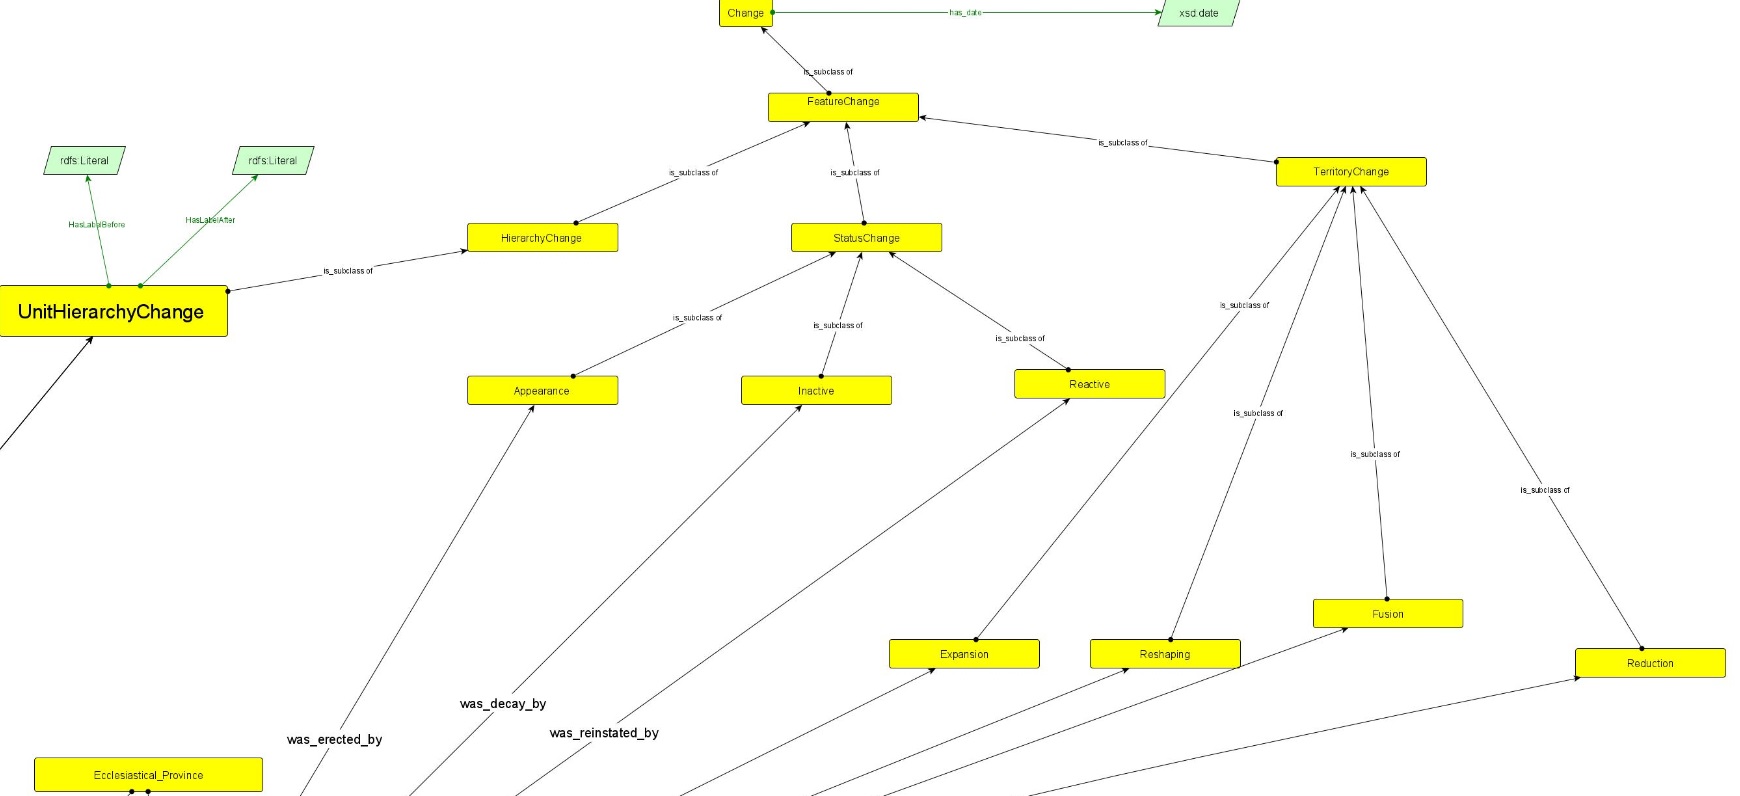 Change
has_date
xsd:date
is_subclass of
FeatureChange
is_subclass of
rdfs:Literal
rdfs:Literal
is_subclass of
is_subclass of
TerritoryChange
HasLabelBefore
HasLabelAfter
HierarchyChange
StatusChange
is_subclass of
UnitHierarchyChange
is_subclass of
is_subclass of
is_subclass of
is_subclass of
Appearance
Inactive
Reactive
is_subclass of
is_subclass of
is_subclass of
Fusion
Expansion
Reshaping
Reduction
was_decay_by
was_reinstated_by
was_erected_by
Ecclesiastical_Province